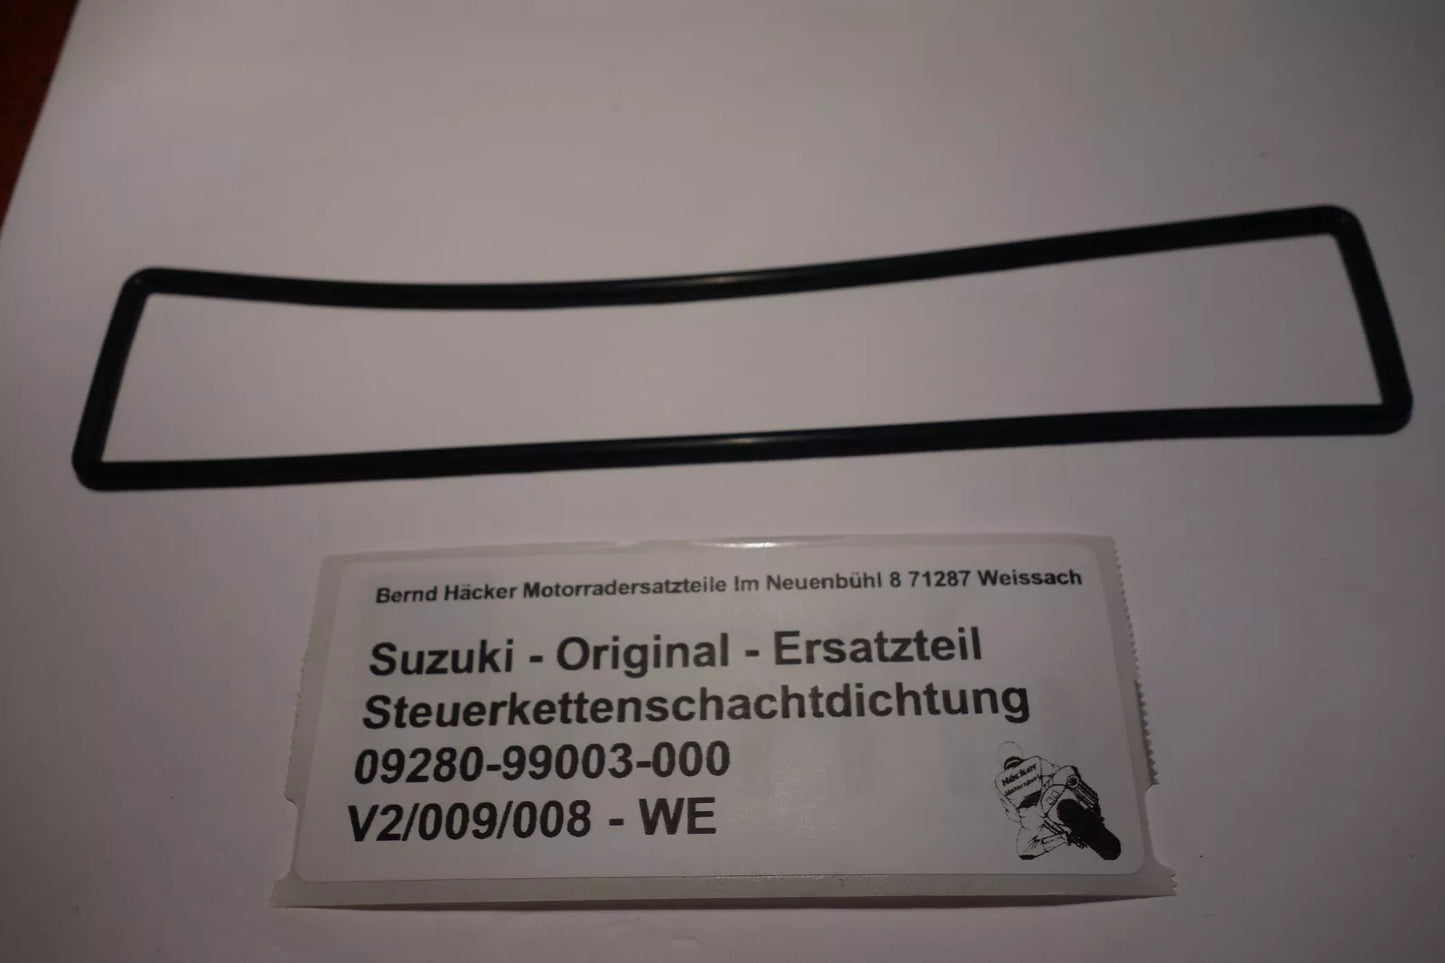 Bernd Häcker Motorradersatzteile Im Neuenbühl 8 71287 Weissach
Suzuki - Original - Ersatzteil
Steuerkettenschachtdichtung
09280-99003-000
V2/009/008 - WE
Häcker